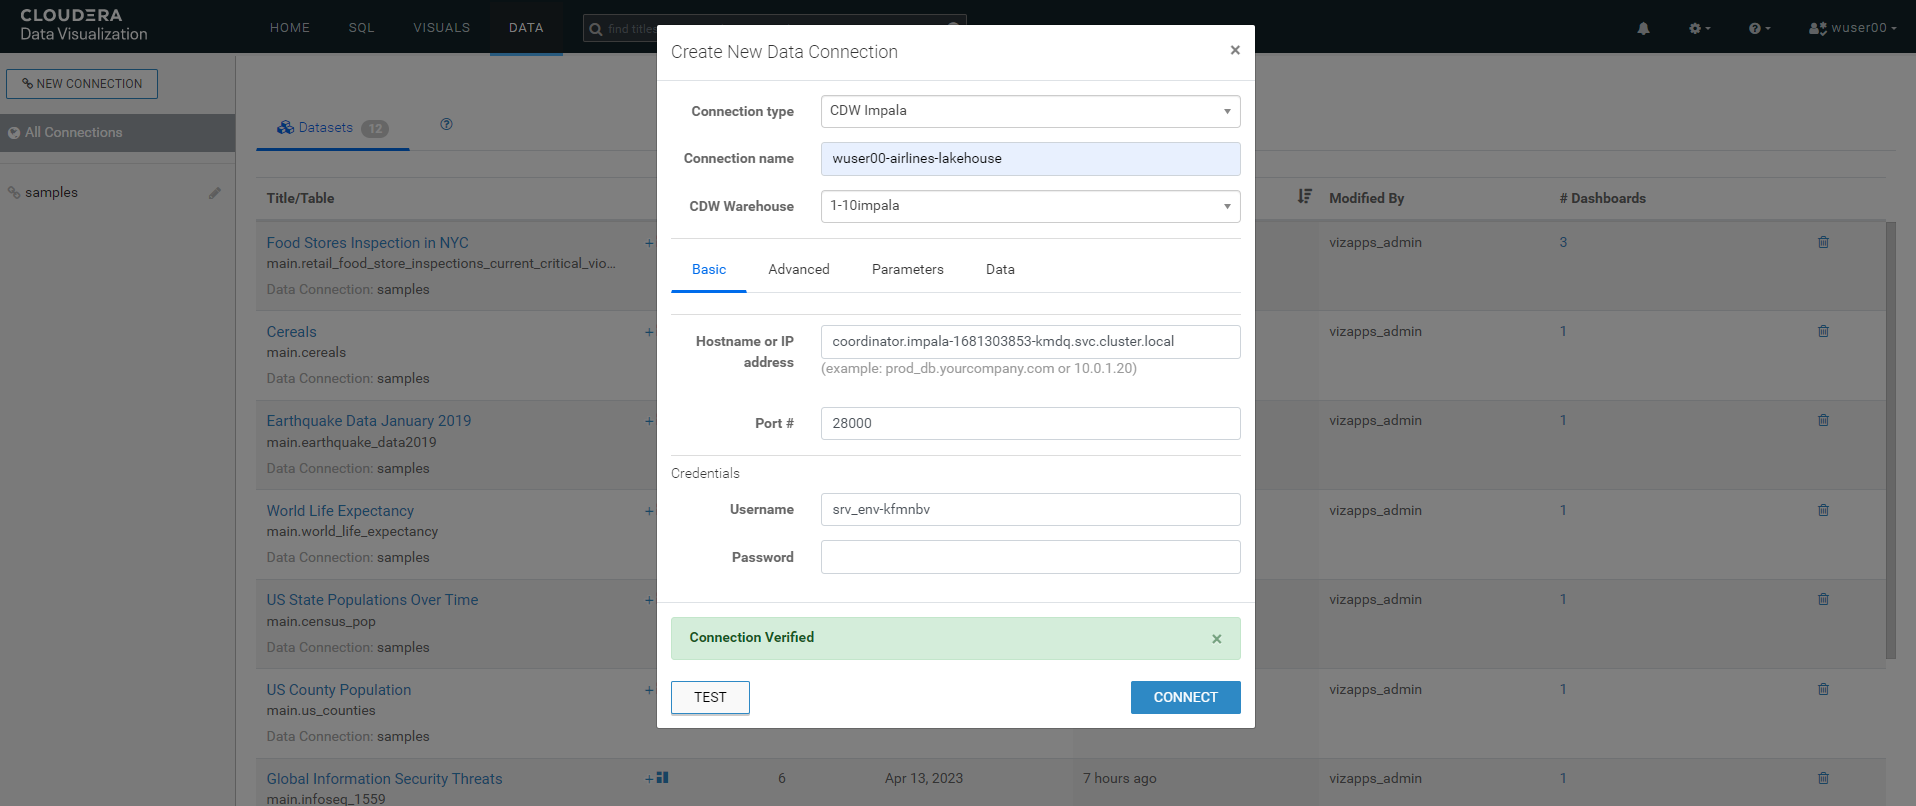 CLOUDERA
Data Visualization
HOME
SQL
VISUALS
DATA
find titles
wuser00
NEW CONNECTION
All Connections
samples
Datasets 12
Title/Table
Modified By
# Dashboards
Food Stores Inspection in NYC
main.retail_food_store_inspections_current_critical_vio...
Data Connection: samples
vizapps_admin
3
Cereals
main.cereals
Data Connection: samples
vizapps_admin
1
Earthquake Data January 2019
main.earthquake_data2019
Data Connection: samples
vizapps_admin
1
World Life Expectancy
main.world_life_expectancy
Data Connection: samples
vizapps_admin
1
US State Populations Over Time
main.census_pop
Data Connection: samples
vizapps_admin
1
US County Population
main.us_counties
Data Connection: samples
vizapps_admin
1
Global Information Security Threats
main.infoseq_1559
6
Apr 13, 2023
7 hours ago
vizapps_admin
1
Create New Data Connection
×
Connection type
CDW Impala
Connection name
wuser00-airlines-lakehouse
CDW Warehouse
1-10impala
Basic
Advanced
Parameters
Data
Hostname or IP
address
coordinator.impala-1681303853-kmdq.svc.cluster.local
(example: prod_db.yourcompany.com or 10.0.1.20)
Port #
28000
Credentials
Username
srv_env-kfmnbv
Password
Connection Verified
×
TEST
CONNECT